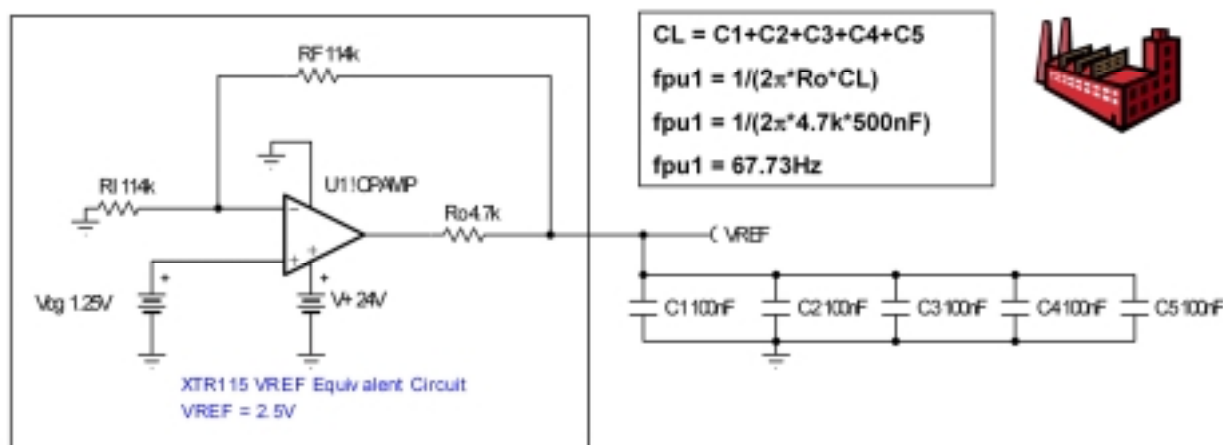 RF 114k
CL = C1+C2+C3+C4+C5
fpu1 = 1/(2π*Ro*CL)
fpu1 = 1/(2π*4.7k*500nF)
fpu1 = 67.73Hz
RI 114k
U1 !OPAMP
Ro 4.7k
VREF
Vbg 1.25V
V+ 24V
C1 100nF
C2 100nF
C3 100nF
C4 100nF
C5 100nF
XTR115 VREF Equivalent Circuit
VREF = 2.5V